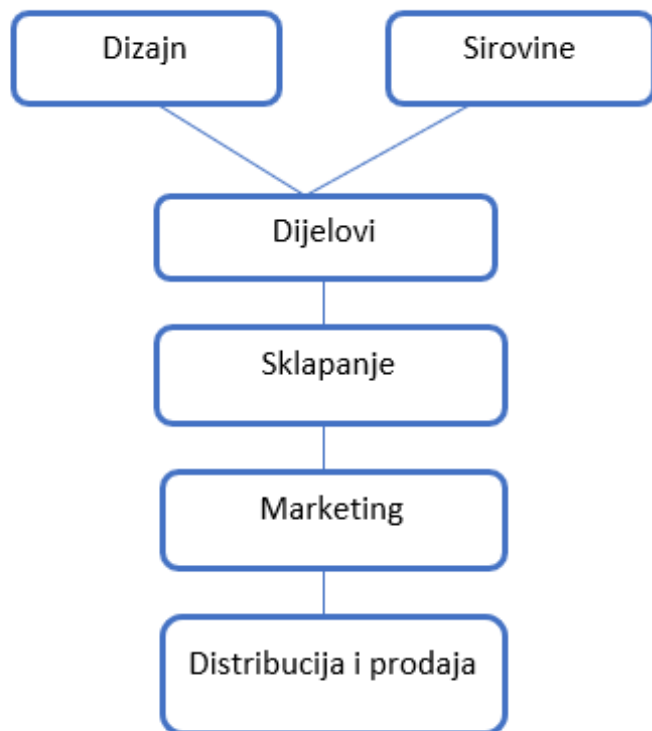 Dizajn
Sirovine
Dijelovi
Sklapanje
Marketing
Distribucija i prodaja